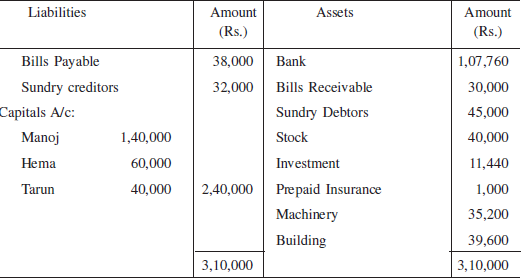 Liabilities Amount Assets Amount
(Rs.) (Rs.)
Bills Payable 38,000 Bank 1,07,760
Sundry creditors 32,000 Bills Receivable 30,000
Capitals A/c: Sundry Debtors 45,000
Manoj 1,40,000 Stock 40,000
Hema 60,000 Investment 11,440
Tarun 40,000 2,40,000 Prepaid Insurance 1,000
Machinery 35,200
Building 39,600
3,10,000 3,10,000